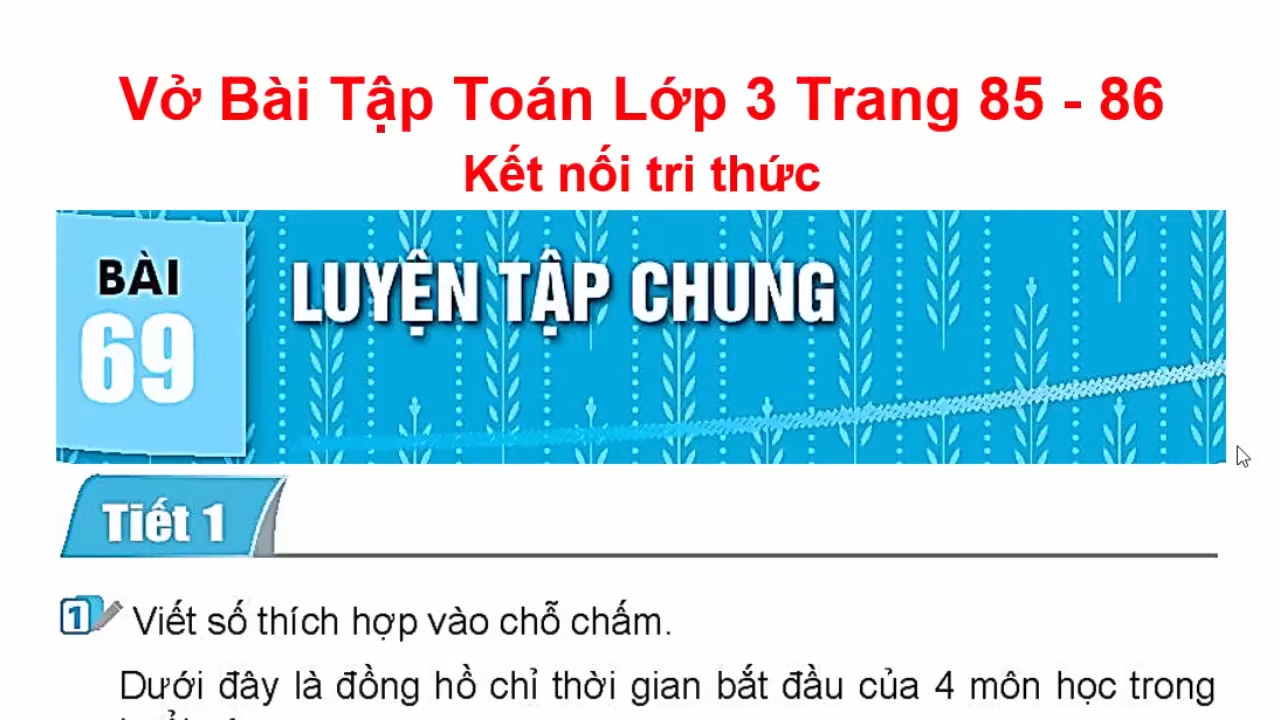 Vở Bài Tập Toán Lớp 3 Trang 85 - 86
Kết nối tri thức
BÀI
69
LUYỆN TẬP CHUNG
Tiết 1
1 Viết số thích hợp vào chỗ chấm.
Dưới đây là đồng hồ chỉ thời gian bắt đầu của 4 môn học trong